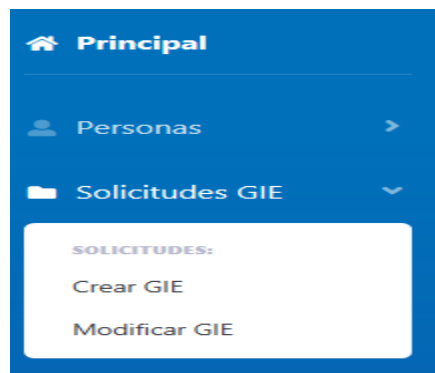 Principal
Personas
Solicitudes GIE
SOLICITUDES:
Crear GIE
Modificar GIE